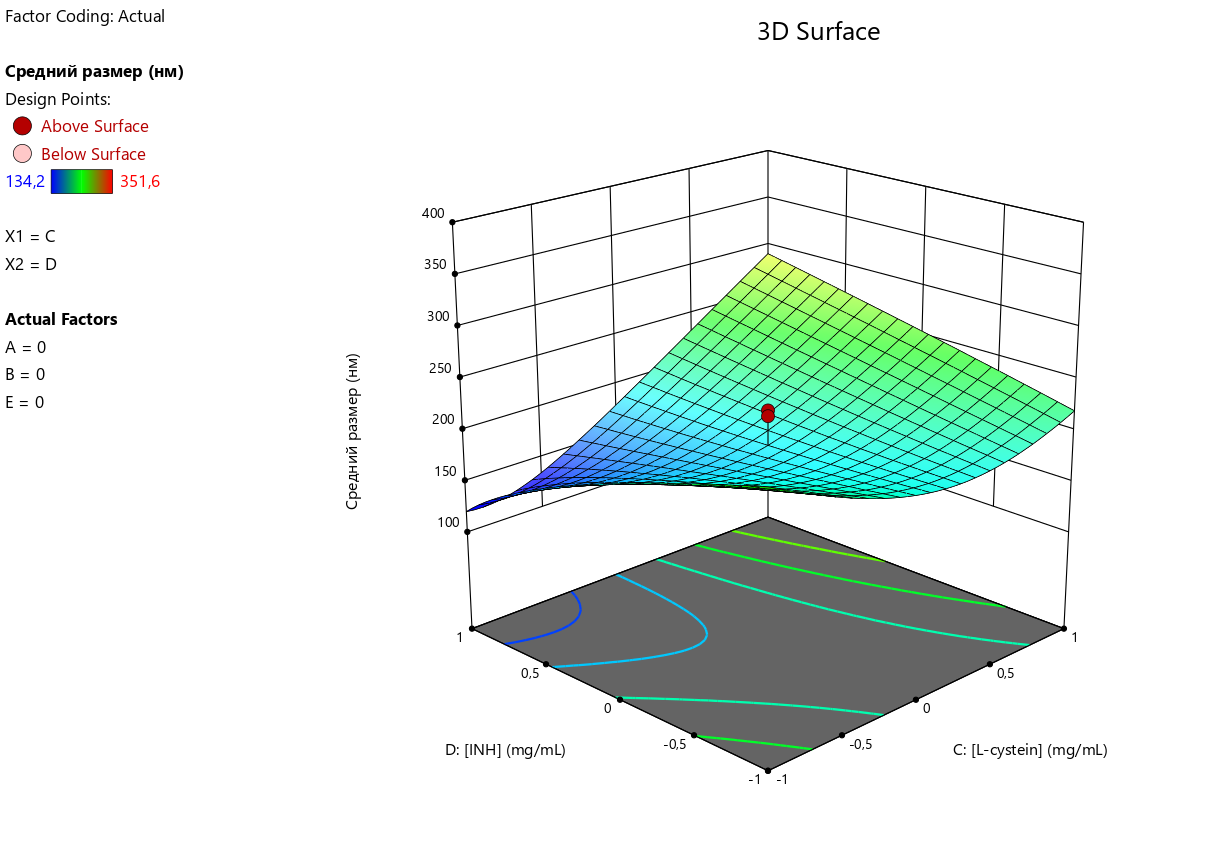 Factor Coding: Actual
3D Surface
Средний размер (нм)
Design Points:
Above Surface
Below Surface
134,2 351,6
X1 = C
X2 = D
Actual Factors
A = 0
B = 0
E = 0
400
350
300
250
200
150
100
Средний размер (нм)
1
0,5
0
-0,5
-1
-1
-0,5
0
0,5
1
D: [INH] (mg/mL)
C: [L-cystein] (mg/mL)